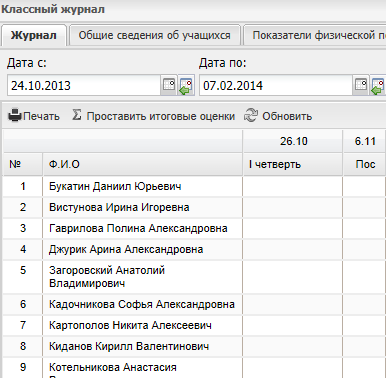 Классный журнал
Журнал Общие сведения об учащихся Показатели физической
Дата с: Дата по:
24.10.2013 07.02.2014
Печать Σ Проставить итоговые оценки Обновить
26.10 6.11
№ Ф.И.О I четверть Пос
1 Букатин Даниил Юрьевич
2 Вистунова Ирина Игоревна
3 Гаврилова Полина Александровна
4 Джурик Арина Александровна
5 Загоровский Анатолий
Владимирович
6 Кадочникова Софья Александровна
7 Картополов Никита Алексеевич
8 Киданов Кирилл Валентинович
9 Котельникова Анастасия